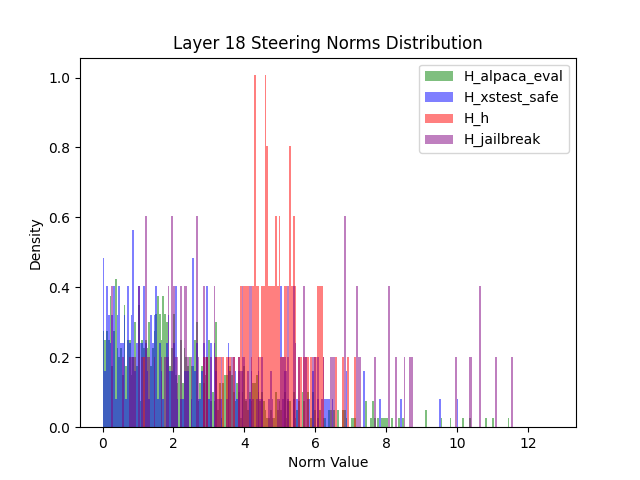 Layer 18 Steering Norms Distribution
H_alpaca_eval
H_xstest_safe
H_h
H_jailbreak
Density
1.0
0.8
0.6
0.4
0.2
0.0
0 2 4 6 8 10 12
Norm Value